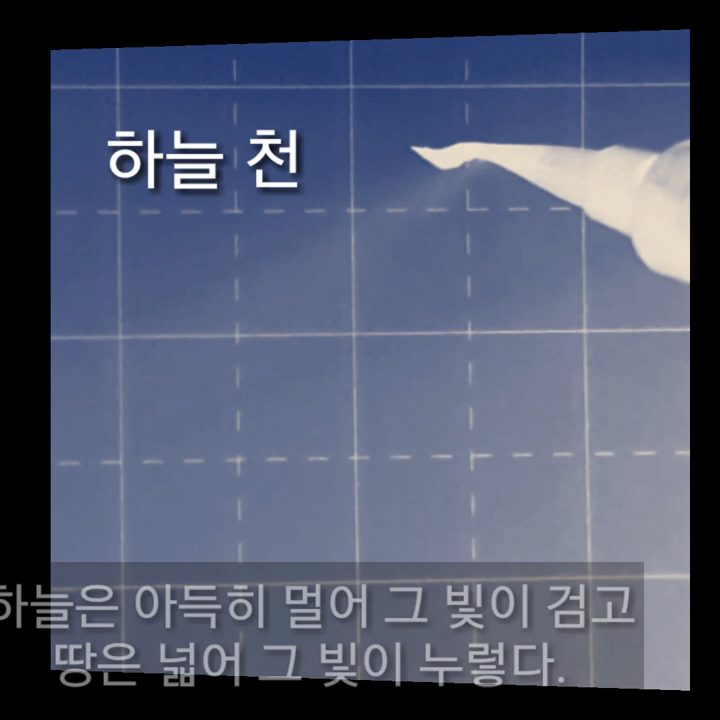 하늘 천
하늘은 아득히 멀어 그 빛이 검고
땅은 넓어 그 빛이 누렇다.